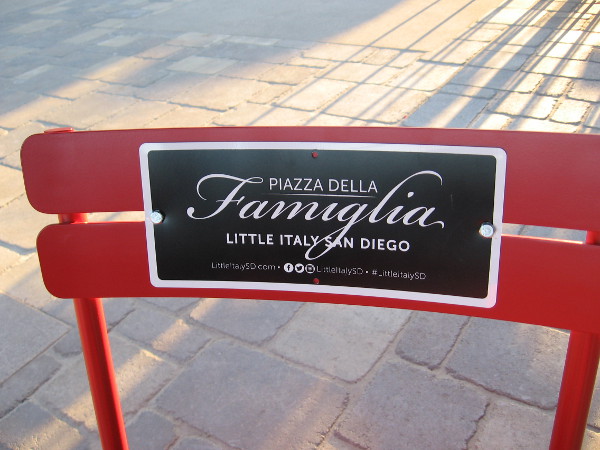 PIAZZA DELLA
Famiglia
LITTLE ITALY SAN DIEGO
LittleItalySD.com • LittleItalySD • #LittleItalySD